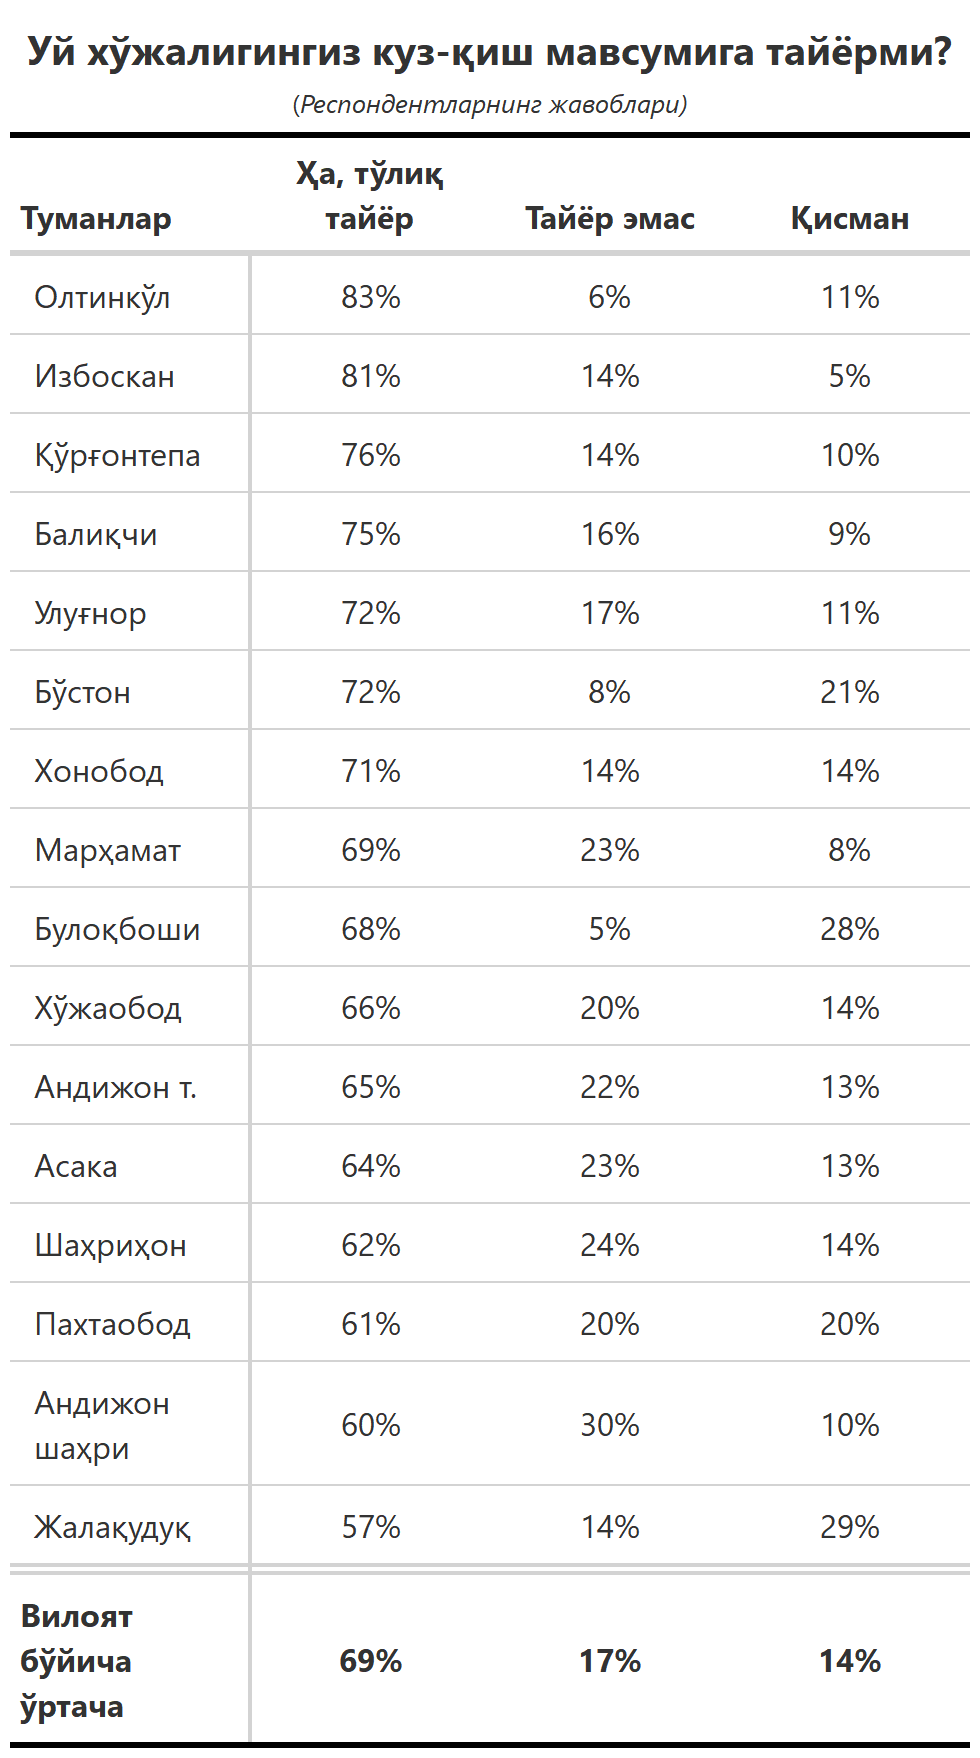 Уй хўжалигингиз куз-қиш мавсумига тайёрми?
(Респондентларнинг жавоблари)
Туманлар Ҳа, тўлиқ тайёр Тайёр эмас Қисман
Олтинкўл 83% 6% 11%
Избоскан 81% 14% 5%
Қўрғонтепа 76% 14% 10%
Балиқчи 75% 16% 9%
Улуғнор 72% 17% 11%
Бўстон 72% 8% 21%
Хонобод 71% 14% 14%
Марҳамат 69% 23% 8%
Булоқбоши 68% 5% 28%
Хўжаобод 66% 20% 14%
Андижон т. 65% 22% 13%
Асака 64% 23% 13%
Шаҳриҳон 62% 24% 14%
Пахтаобод 61% 20% 20%
Андижон шаҳри 60% 30% 10%
Жалақудуқ 57% 14% 29%
Вилоят бўйича ўртача 69% 17% 14%